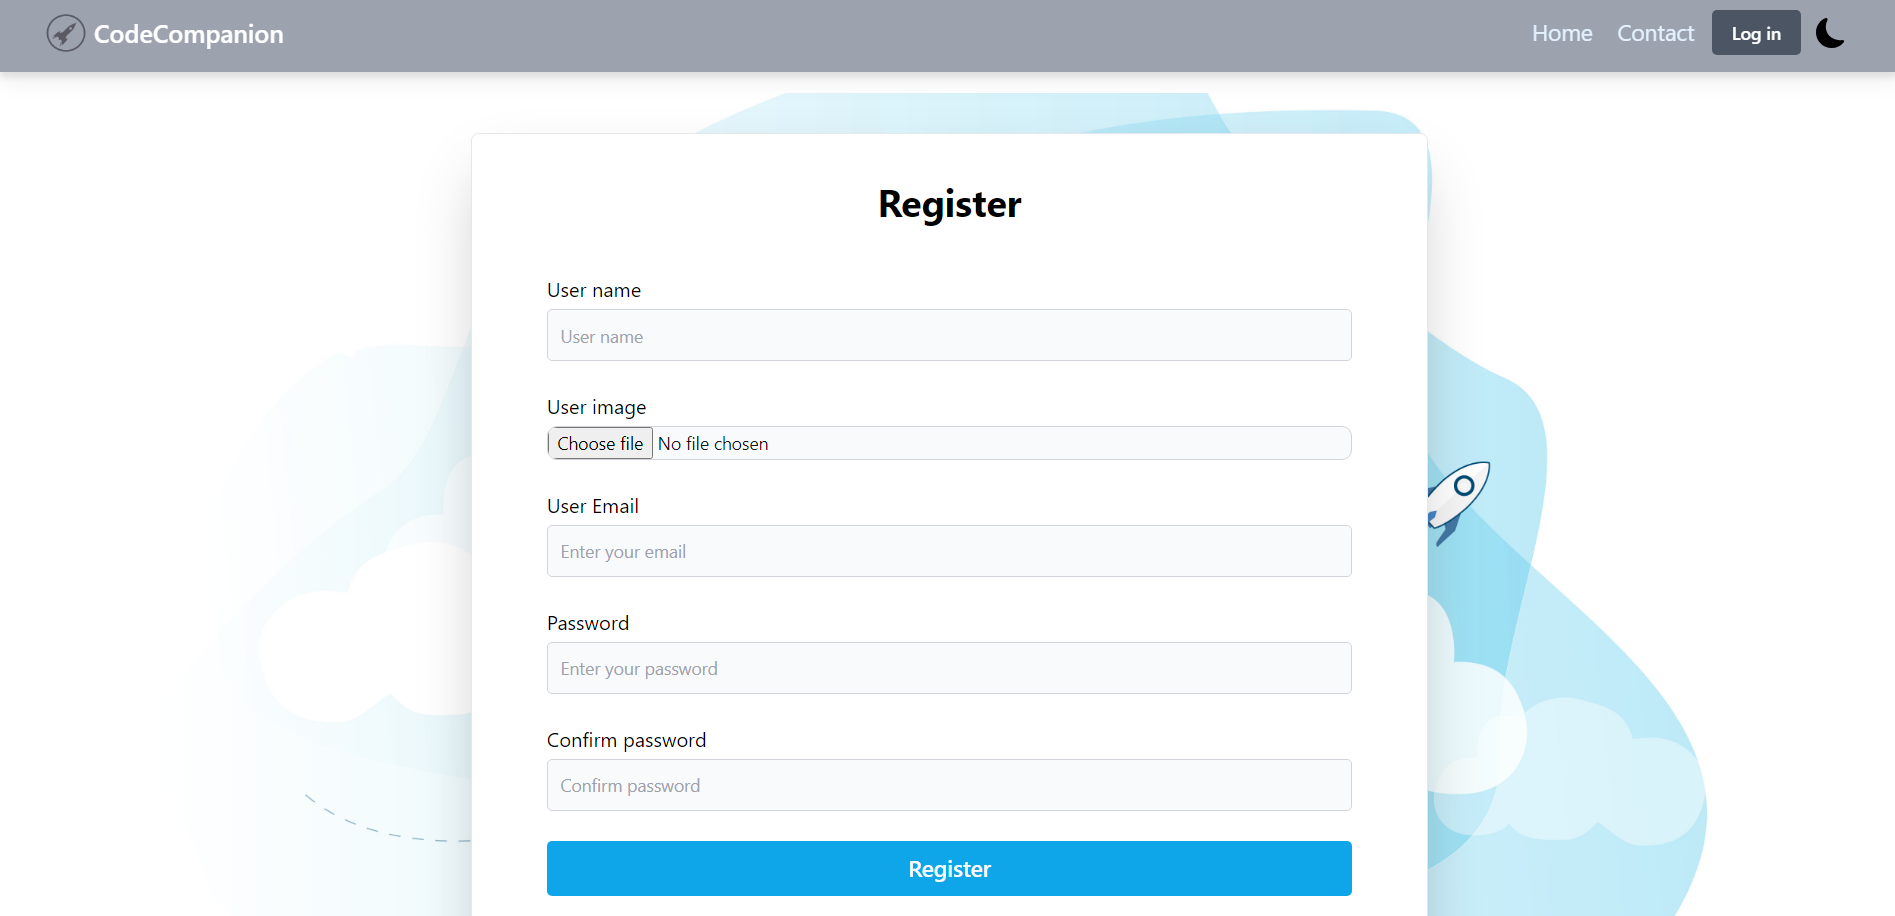 CodeCompanion
Home Contact Log in
Register
User name
User name
User image
Choose file No file chosen
User Email
Enter your email
Password
Enter your password
Confirm password
Confirm password
Register